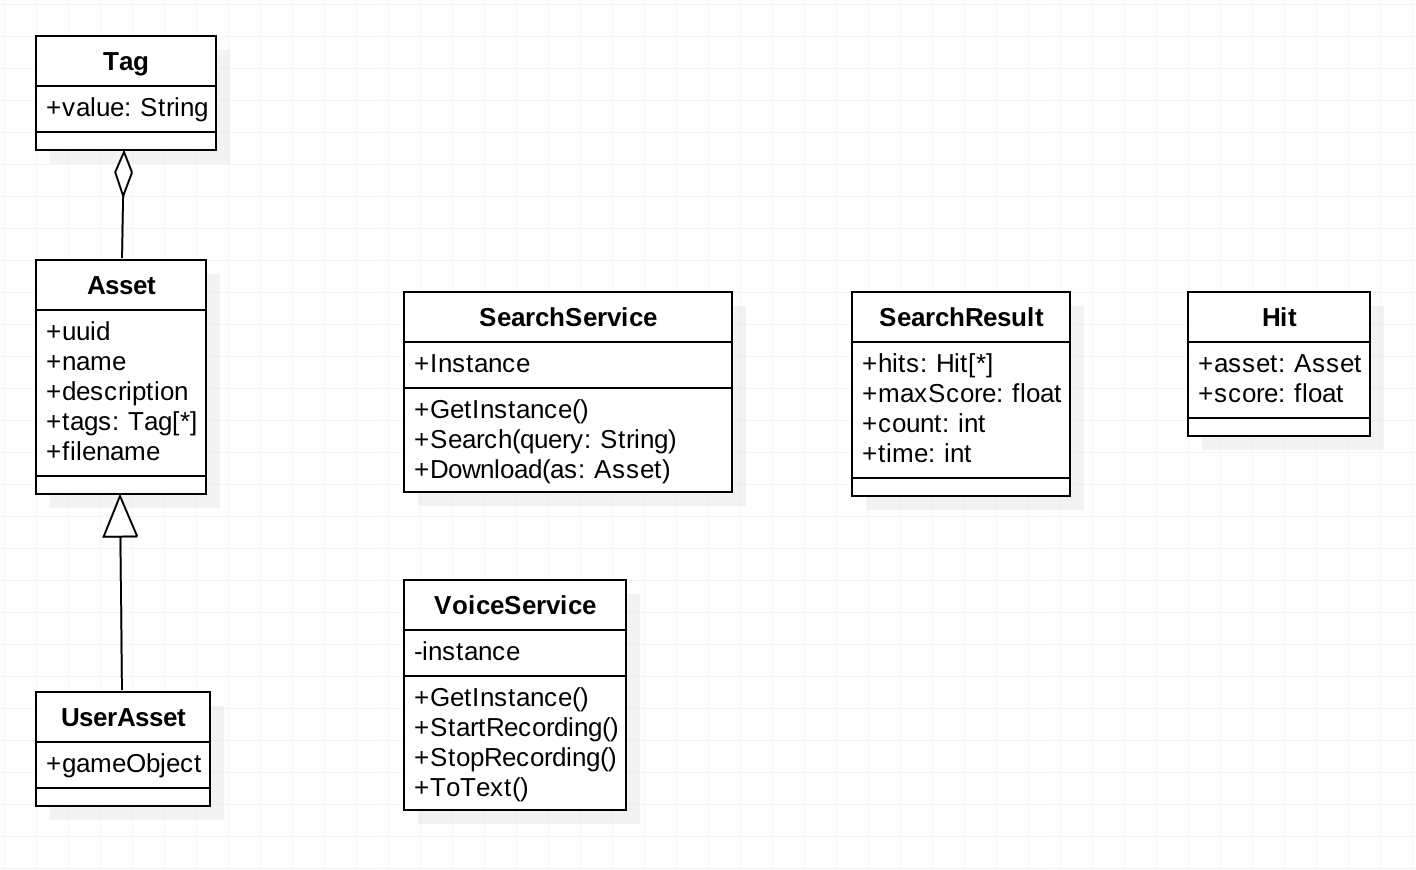 Tag
+value: String
Asset
+uuid
+name
+description
+tags: Tag[*]
+filename
UserAsset
+gameObject
SearchService
+Instance
+GetInstance()
+Search(query: String)
+Download(as: Asset)
VoiceService
-instance
+GetInstance()
+StartRecording()
+StopRecording()
+ToText()
SearchResult
+hits: Hit[*]
+maxScore: float
+count: int
+time: int
Hit
+asset: Asset
+score: float